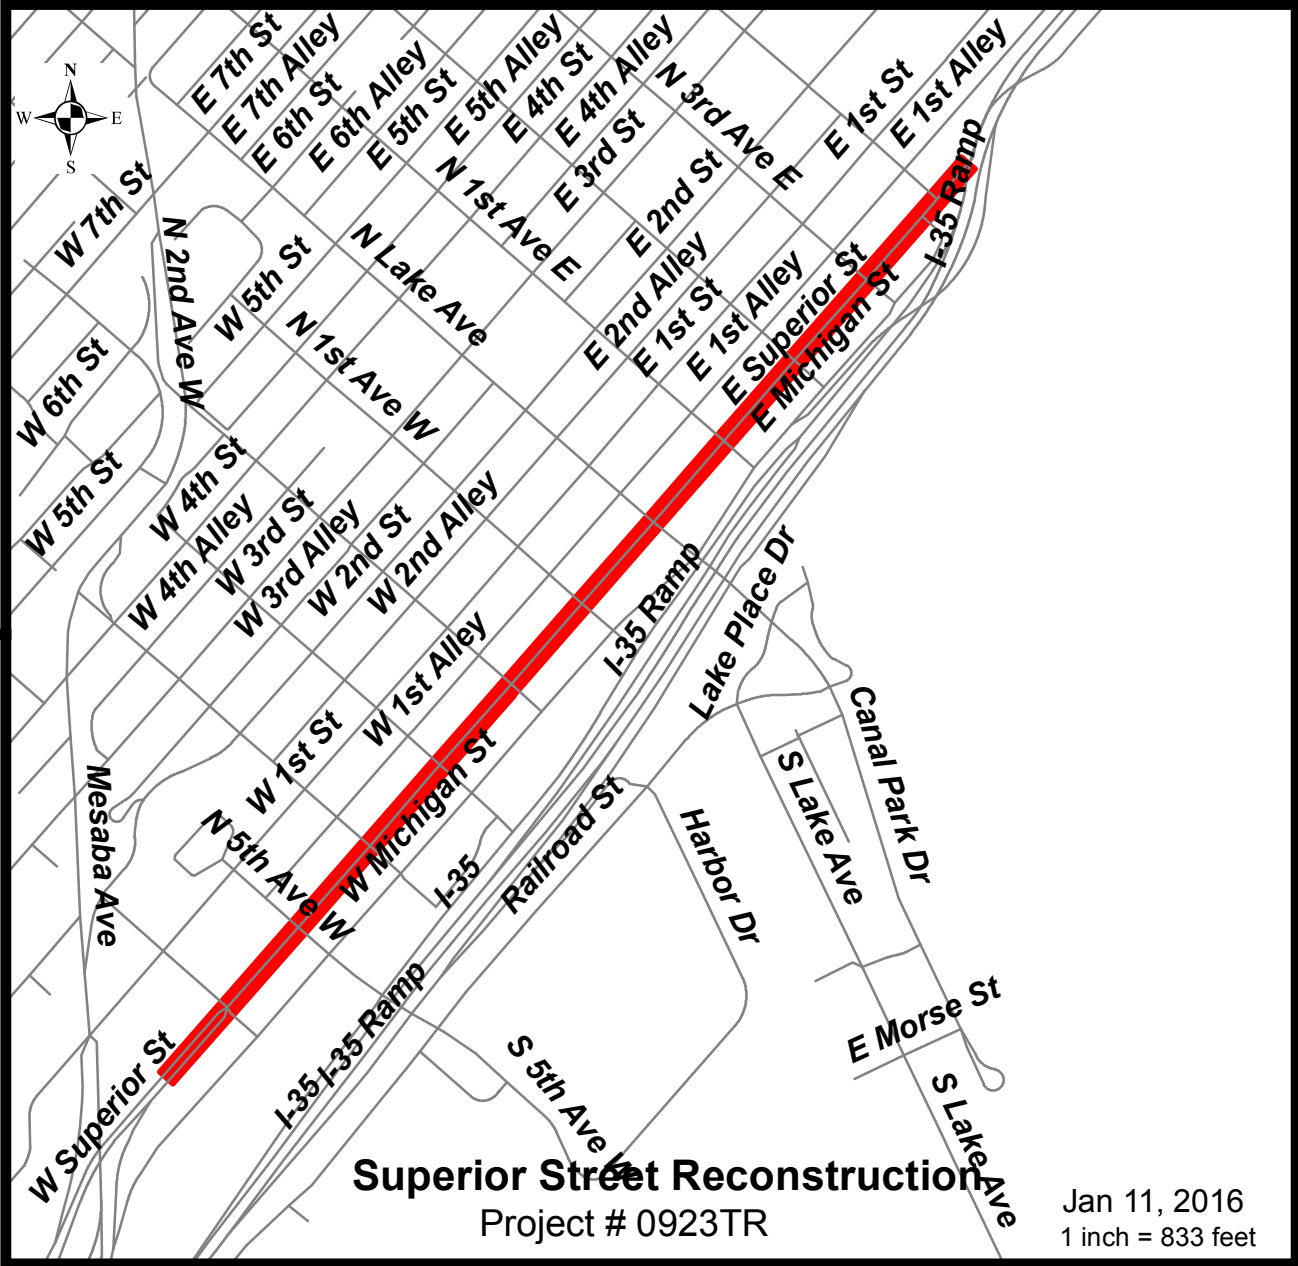 E 7th St
E 7th Alley
E 6th St
E 6th Alley
E 5th St
E 5th Alley
E 4th St
E 4th Alley
E 3rd St
N 3rd Ave E
E 1st St
E 1st Alley
N
W
E
S
W 7th St
N 2nd Ave W
W 5th St
N Lake Ave
N 1st Ave E
E 2nd St
E 2nd Alley
E 1st St
E 1st Alley
E Superior St
E Michigan St
I-35 Ramp
W 6th St
N 1st Ave W
W 5th St
W 4th St
W 4th Alley
W 3rd St
W 3rd Alley
W 2nd St
W 2nd Alley
I-35 Ramp
Lake Place Dr
W 1st Alley
W 1st St
W Michigan St
Mesaba Ave
N 5th Ave W
I-35
Railroad St
Harbor Dr
S Lake Ave
Canal Park Dr
I-35 Ramp
I-35
W Superior St
S 5th Ave W
E Morse St
S Lake Ave
Superior Street Reconstruction
Project # 0923TR
Jan 11, 2016
1 inch = 833 feet